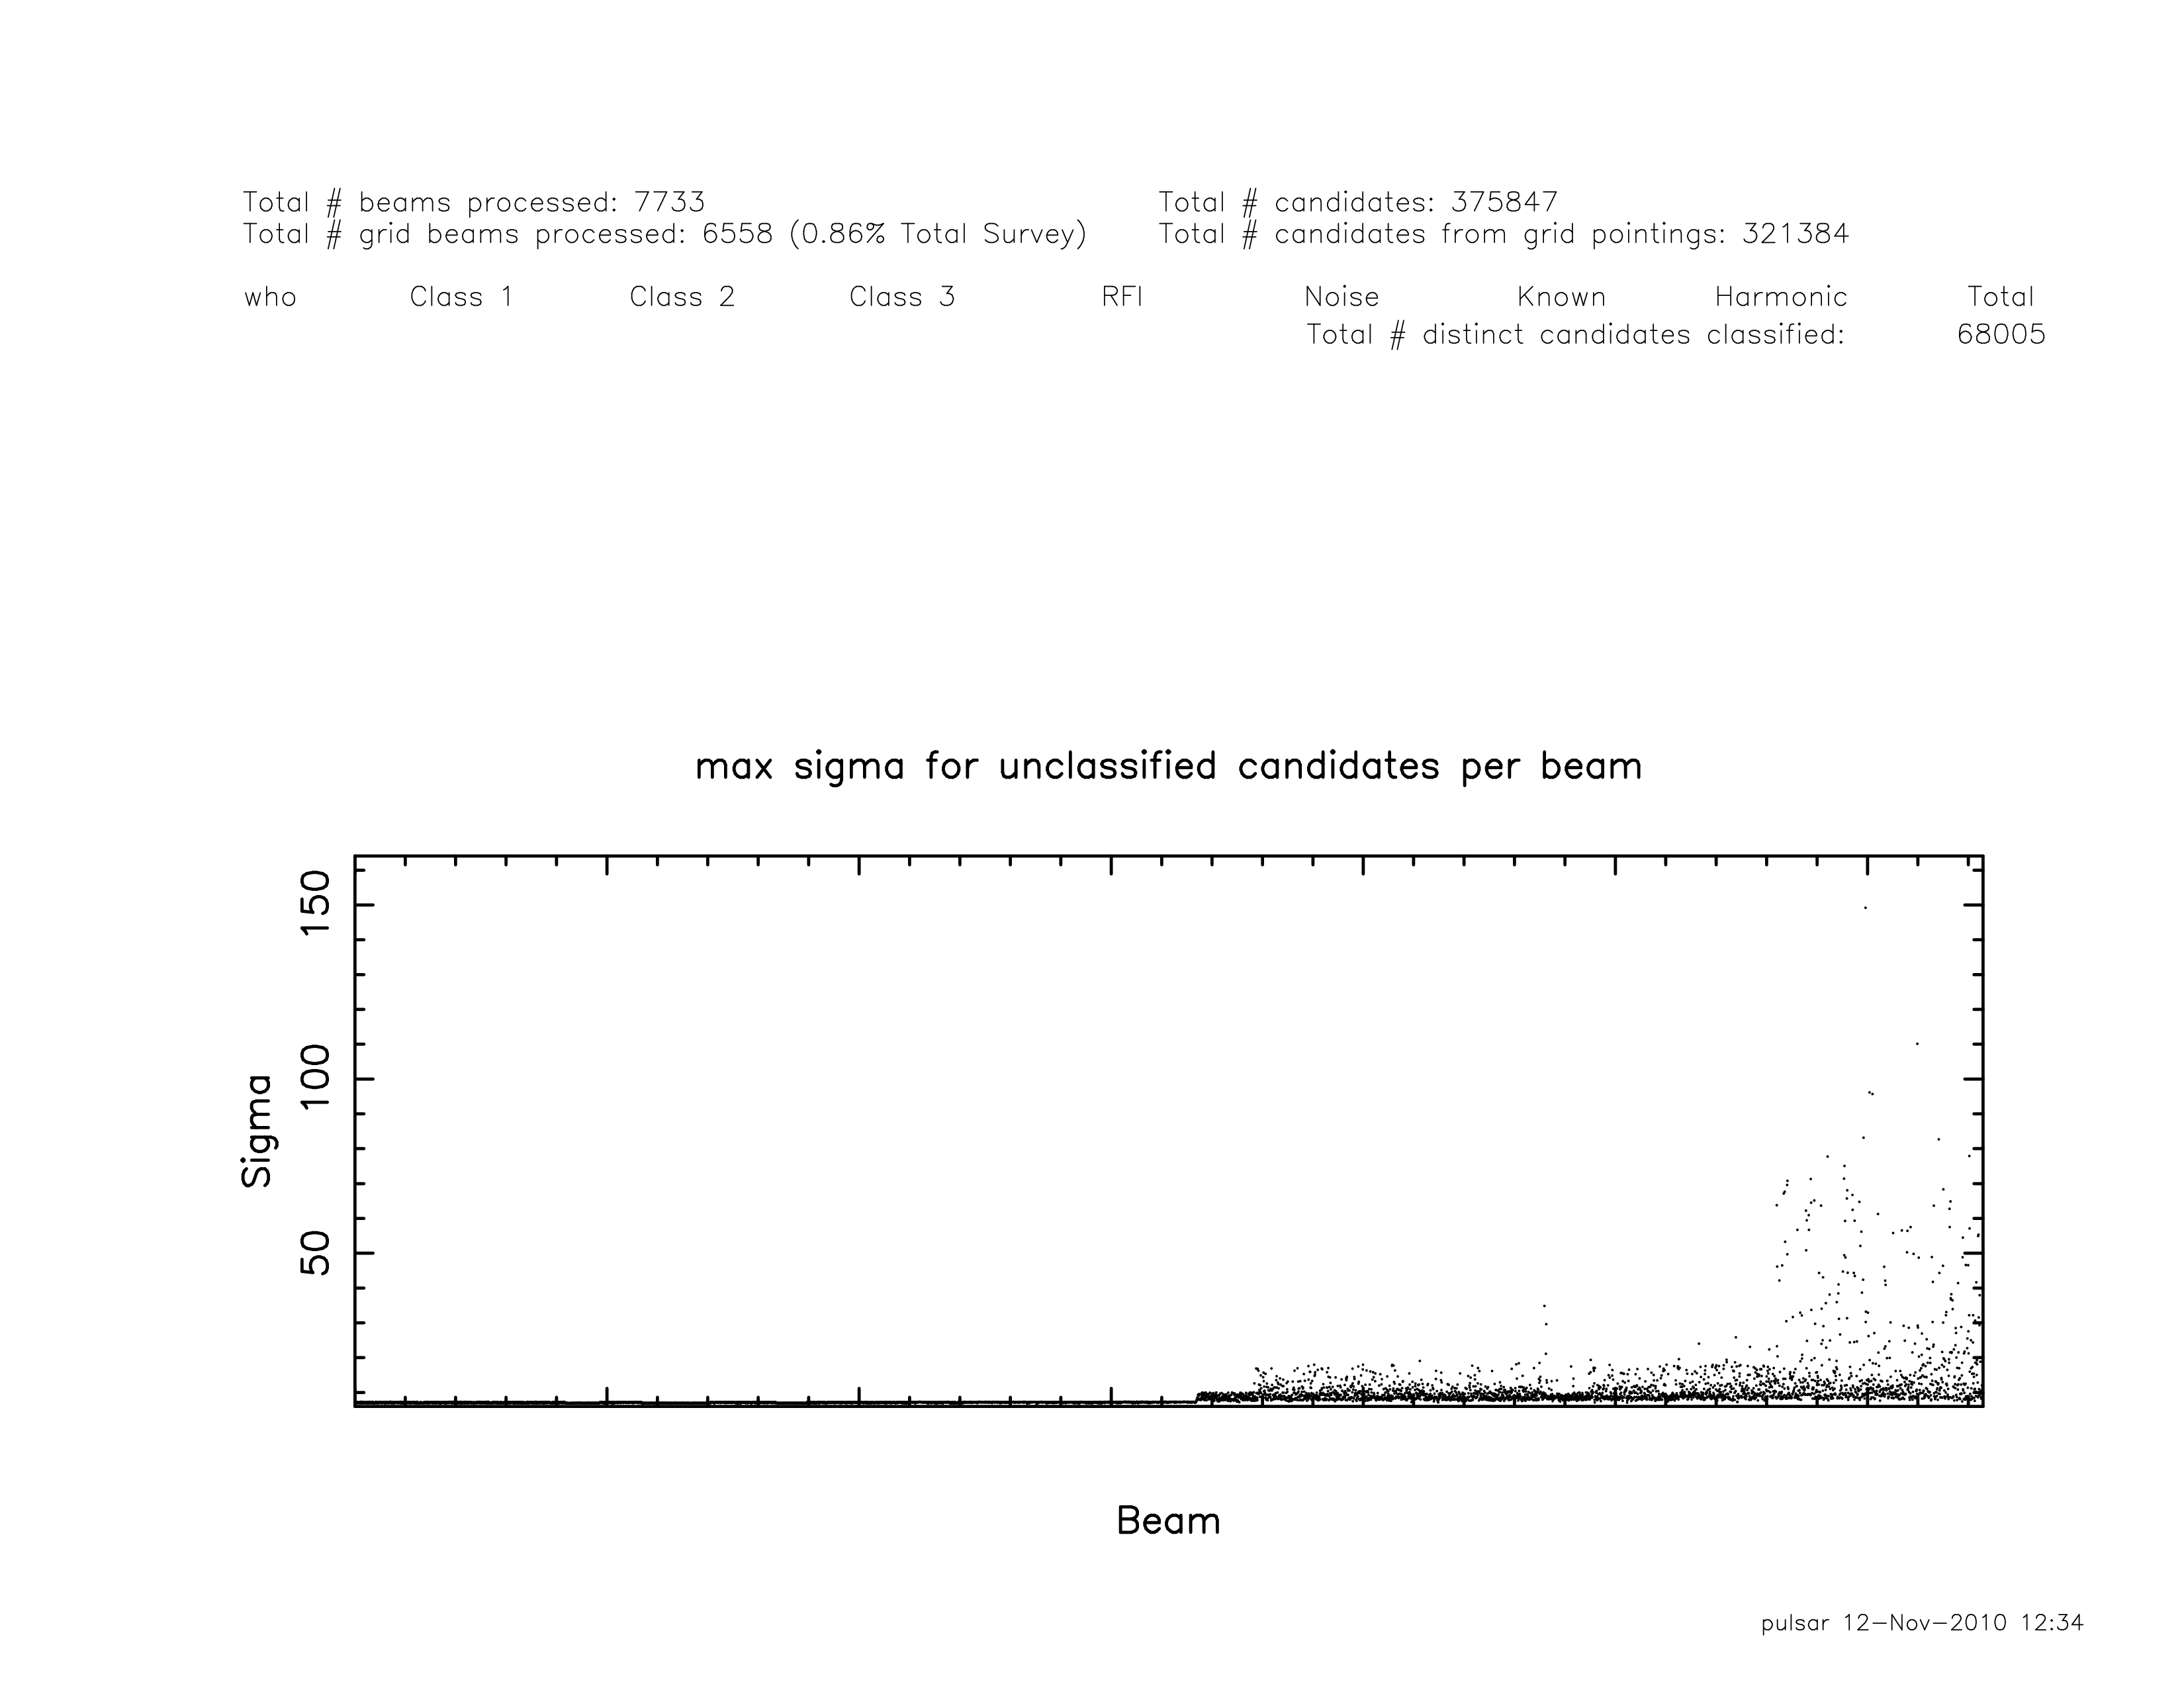 Total # beams processed: 7733 Total # candidates: 375847
Total # grid beams processed: 6558 (0.86% Total Survey) Total # candidates from grid pointings: 321384
who Class 1 Class 2 Class 3 RFI Noise Known Harmonic Total
Total # distinct candidates classified: 68005
max sigma for unclassified candidates per beam
150
100
50
Sigma
Beam
pulsar 12-Nov-2010 12:34